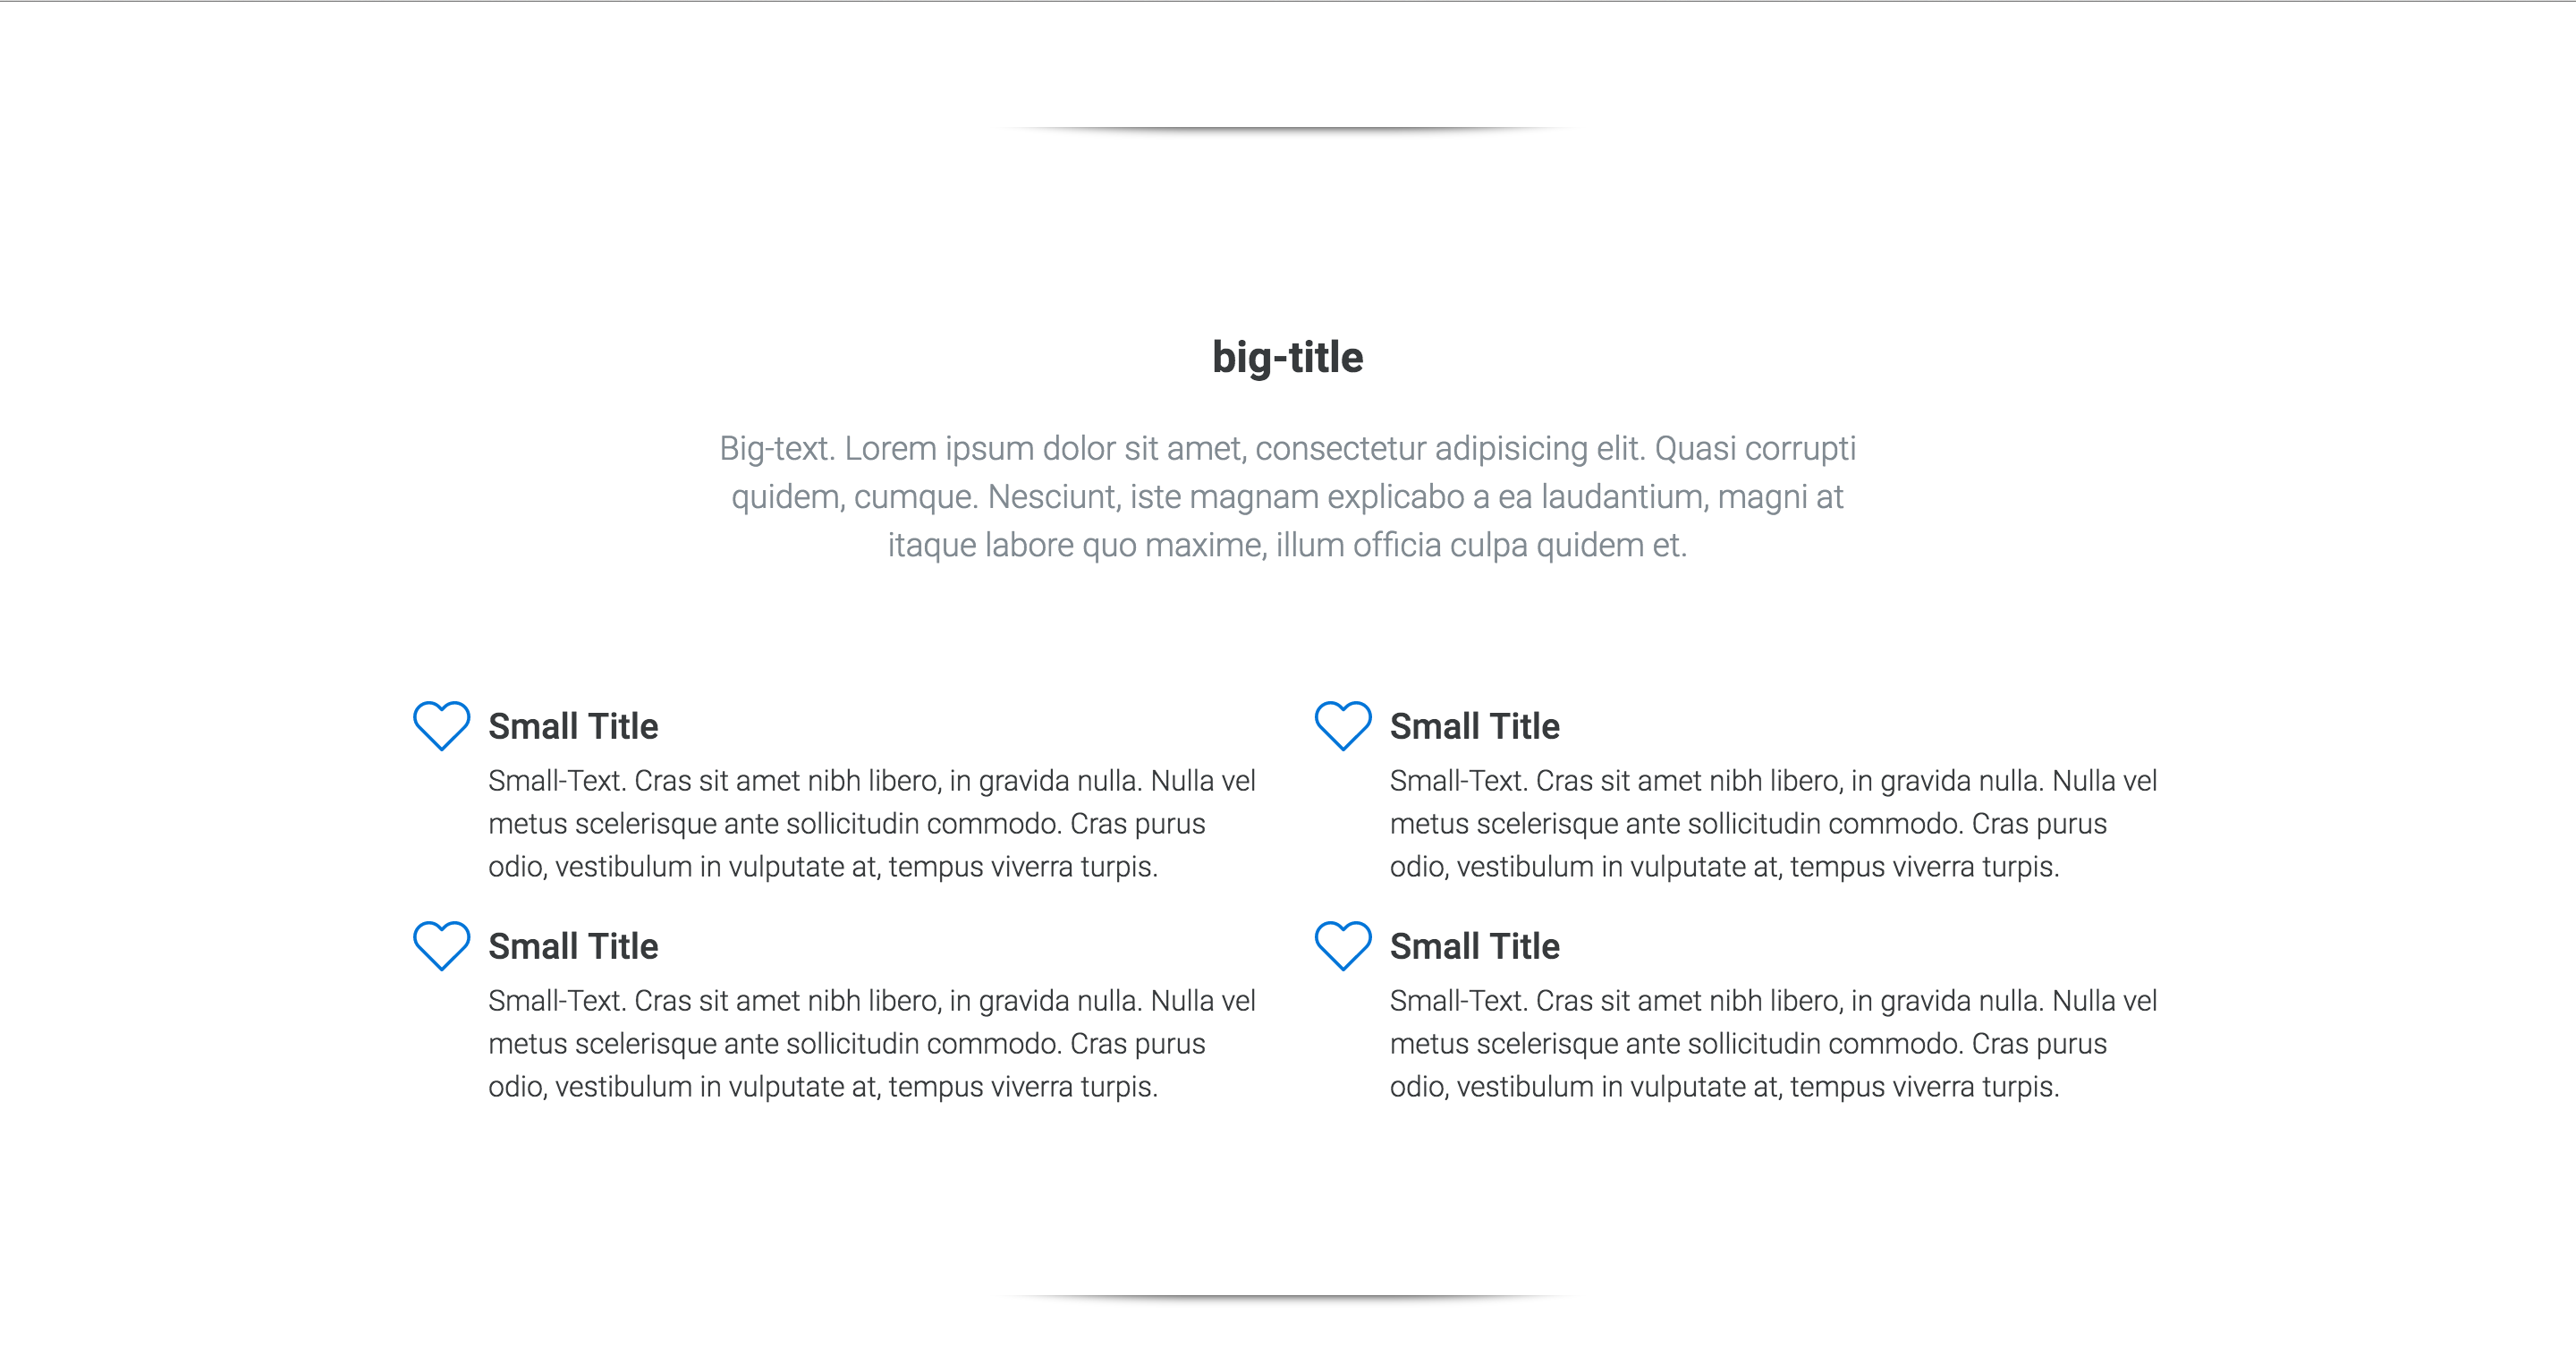 big-title
Big-text. Lorem ipsum dolor sit amet, consectetur adipisicing elit. Quasi corrupti
quidem, cumque. Nesciunt, iste magnam explicabo a ea laudantium, magni at
itaque labore quo maxime, illum officia culpa quidem et.
Small Title
Small-Text. Cras sit amet nibh libero, in gravida nulla. Nulla vel
metus scelerisque ante sollicitudin commodo. Cras purus
odio, vestibulum in vulputate at, tempus viverra turpis.
Small Title
Small-Text. Cras sit amet nibh libero, in gravida nulla. Nulla vel
metus scelerisque ante sollicitudin commodo. Cras purus
odio, vestibulum in vulputate at, tempus viverra turpis.
Small Title
Small-Text. Cras sit amet nibh libero, in gravida nulla. Nulla vel
metus scelerisque ante sollicitudin commodo. Cras purus
odio, vestibulum in vulputate at, tempus viverra turpis.
Small Title
Small-Text. Cras sit amet nibh libero, in gravida nulla. Nulla vel
metus scelerisque ante sollicitudin commodo. Cras purus
odio, vestibulum in vulputate at, tempus viverra turpis.